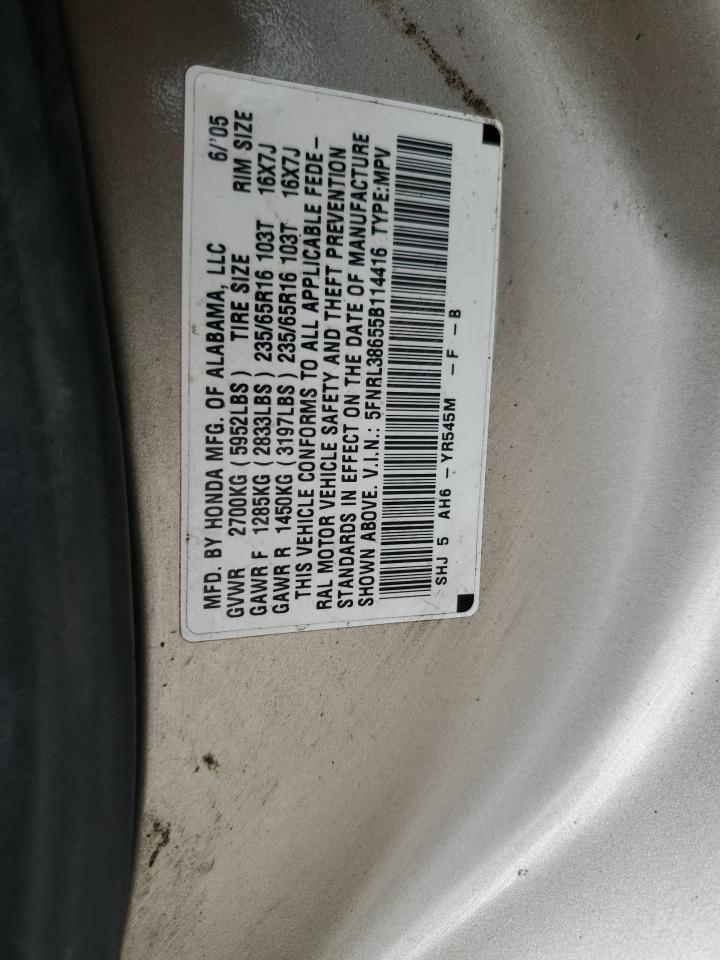 MFD. BY HONDA MFG. OF ALABAMA, LLC 6/'05
GVWR 2700KG (5952LBS) TIRE SIZE RIM SIZE
GAWR F 1285KG (2833LBS) 235/65R16 103T 16X7J
GAWR R 1450KG (3197LBS) 235/65R16 103T 16X7J
THIS VEHICLE CONFORMS TO ALL APPLICABLE FEDE-
RAL MOTOR VEHICLE SAFETY AND THEFT PREVENTION
STANDARDS IN EFFECT ON THE DATE OF MANUFACTURE
SHOWN ABOVE. V.I.N.: 5FNRL38655B114416 TYPE:MPV
SHJ 5 AH6 - YR545M - F - B